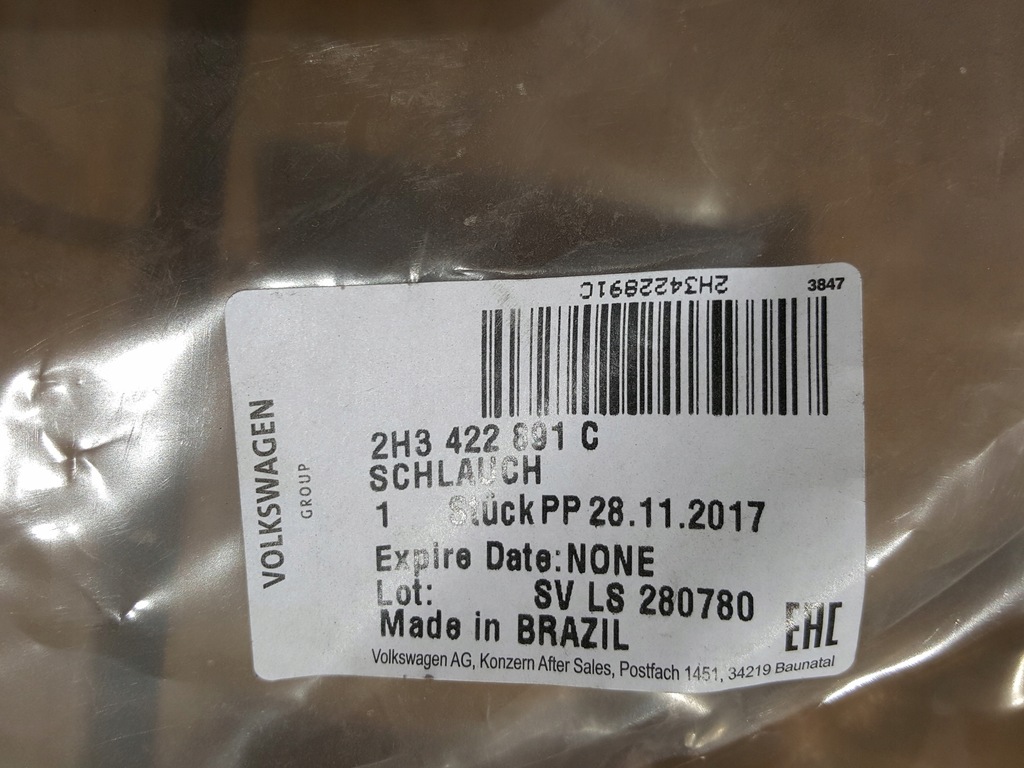 2H3422891C
3847
VOLKSWAGEN
GROUP
2H3 422 891 C
SCHLAUCH
1 Stück PP 28.11.2017
Expire Date: NONE
Lot: SV LS 280780
Made in BRAZIL
EAC
Volkswagen AG, Konzern After Sales, Postfach 1451, 34219 Baunatal